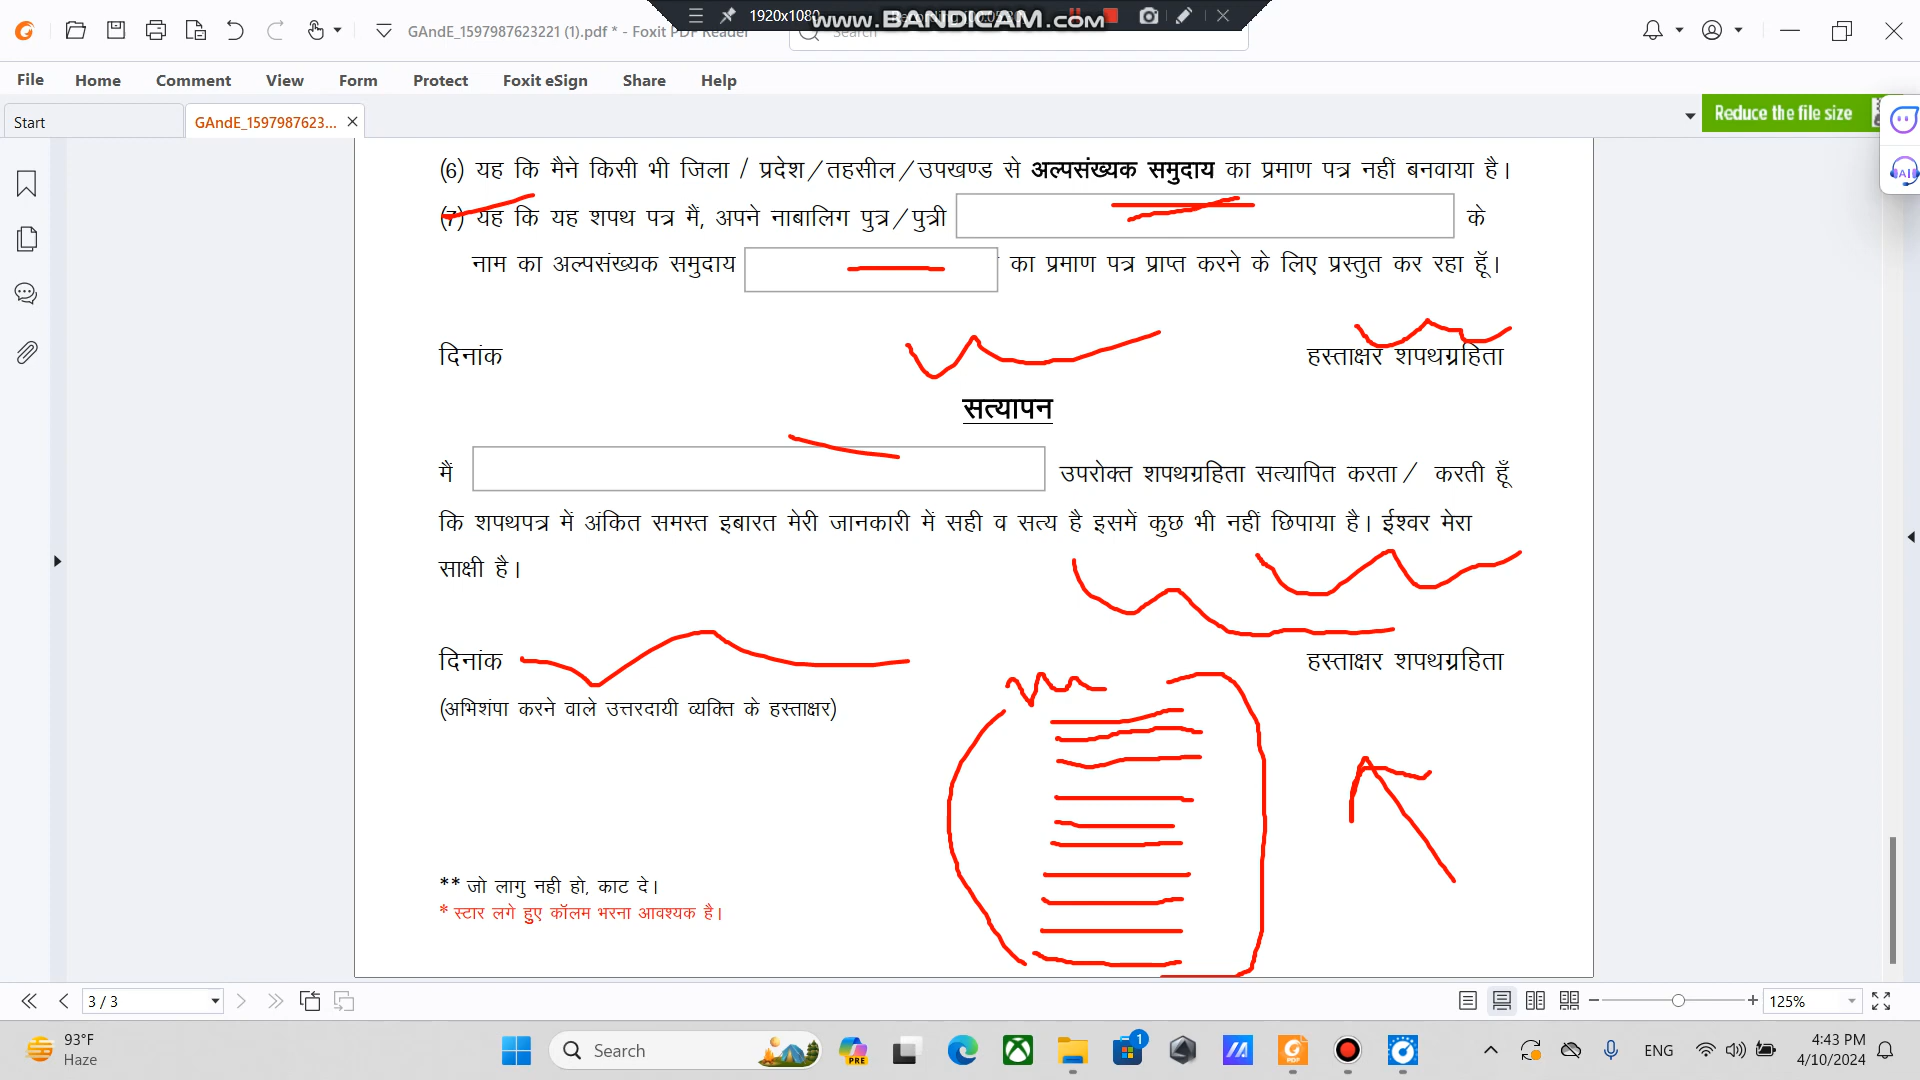 1920x1080
www.BANDICAM.com
GAndE_1597987623221 (1).pdf * - Foxit PDF Reader
Search
File Home Comment View Form Protect Foxit eSign Share Help
Start
GAndE_1597987623...
Reduce the file size
AI
(6) यह कि मैने किसी भी जिला / प्रदेश/तहसील/उपखण्ड से अल्पसंख्यक समुदाय का प्रमाण पत्र नहीं बनवाया है।
(7) यह कि यह शपथ पत्र मैं, अपने नाबालिग पुत्र/पुत्री के
नाम का अल्पसंख्यक समुदाय का प्रमाण पत्र प्राप्त करने के लिए प्रस्तुत कर रहा हूँ।
दिनांक हस्ताक्षर शपथग्रहिता
सत्यापन
मैं उपरोक्त शपथग्रहिता सत्यापित करता/ करती हूँ
कि शपथपत्र में अंकित समस्त इबारत मेरी जानकारी में सही व सत्य है इसमें कुछ भी नहीं छिपाया है। ईश्वर मेरा
साक्षी है।
दिनांक हस्ताक्षर शपथग्रहिता
(अभिशंषा करने वाले उत्तरदायी व्यक्ति के हस्ताक्षर)
** जो लागु नही हो, काट दे।
* स्टार लगे हुए कॉलम भरना आवश्यक है।
3 / 3
125%
93°F
Haze
Search
PRE
1
ENG
4:43 PM
4/10/2024